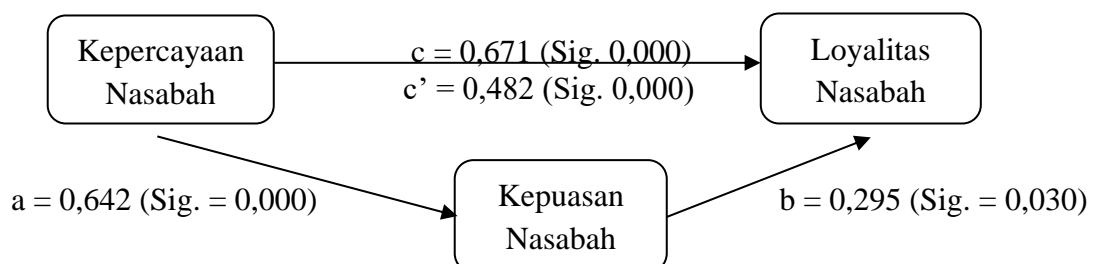 Kepercayaan
Nasabah
c = 0,671 (Sig. 0,000)
c’ = 0,482 (Sig. 0,000)
Loyalitas
Nasabah
a = 0,642 (Sig. = 0,000)
Kepuasan
Nasabah
b = 0,295 (Sig. = 0,030)